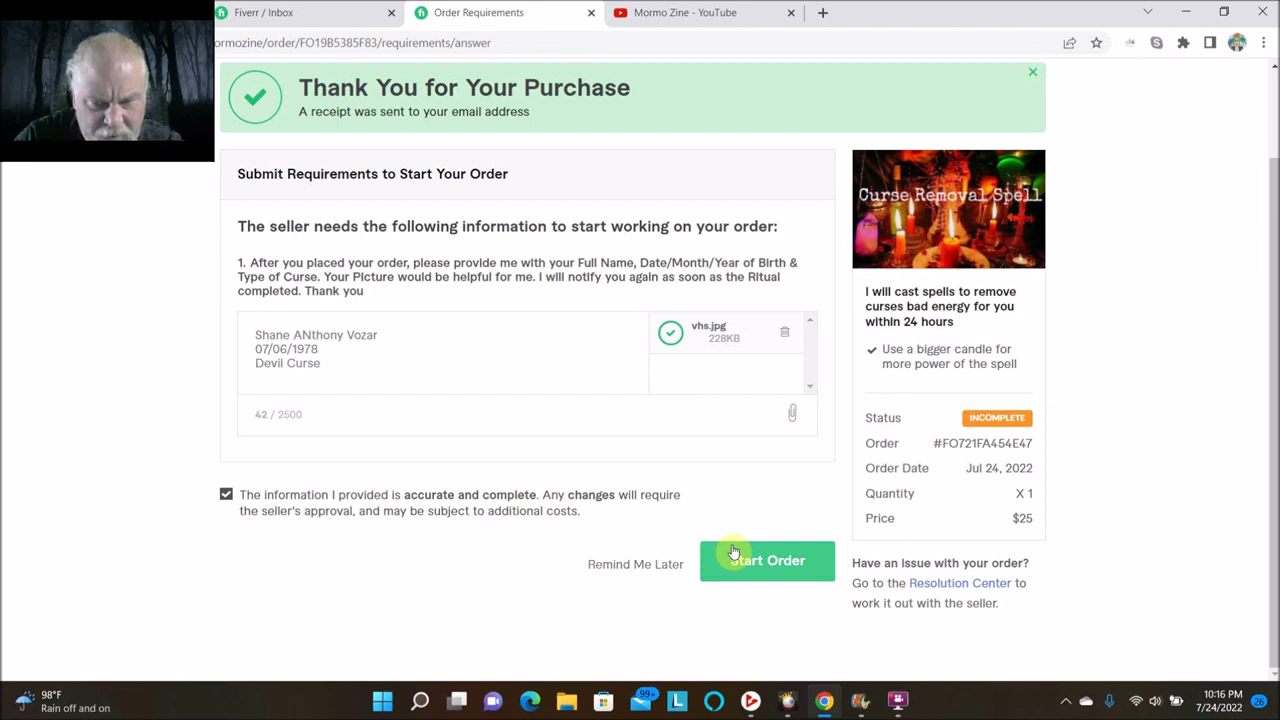 Fiverr / Inbox
Order Requirements
Mormo Zine - YouTube
ormozine/order/FO19B5385F83/requirements/answer
Thank You for Your Purchase
A receipt was sent to your email address
Submit Requirements to Start Your Order
The seller needs the following information to start working on your order:
1. After you placed your order, please provide me with your Full Name, Date/Month/Year of Birth &
Type of Curse. Your Picture would be helpful for me. I will notify you again as soon as the Ritual
completed. Thank you
Shane ANthony Vozar
07/06/1978
Devil Curse
vhs.jpg
228KB
42 / 2500
The information I provided is accurate and complete. Any changes will require
the seller's approval, and may be subject to additional costs.
Remind Me Later
Start Order
Curse Removal Spell
I will cast spells to remove
curses bad energy for you
within 24 hours
Use a bigger candle for
more power of the spell
Status INCOMPLETE
Order #FO721FA454E47
Order Date Jul 24, 2022
Quantity X 1
Price $25
Have an issue with your order?
Go to the Resolution Center to
work it out with the seller.
98°F
Rain off and on
99+
L
10:16 PM
7/24/2022
26